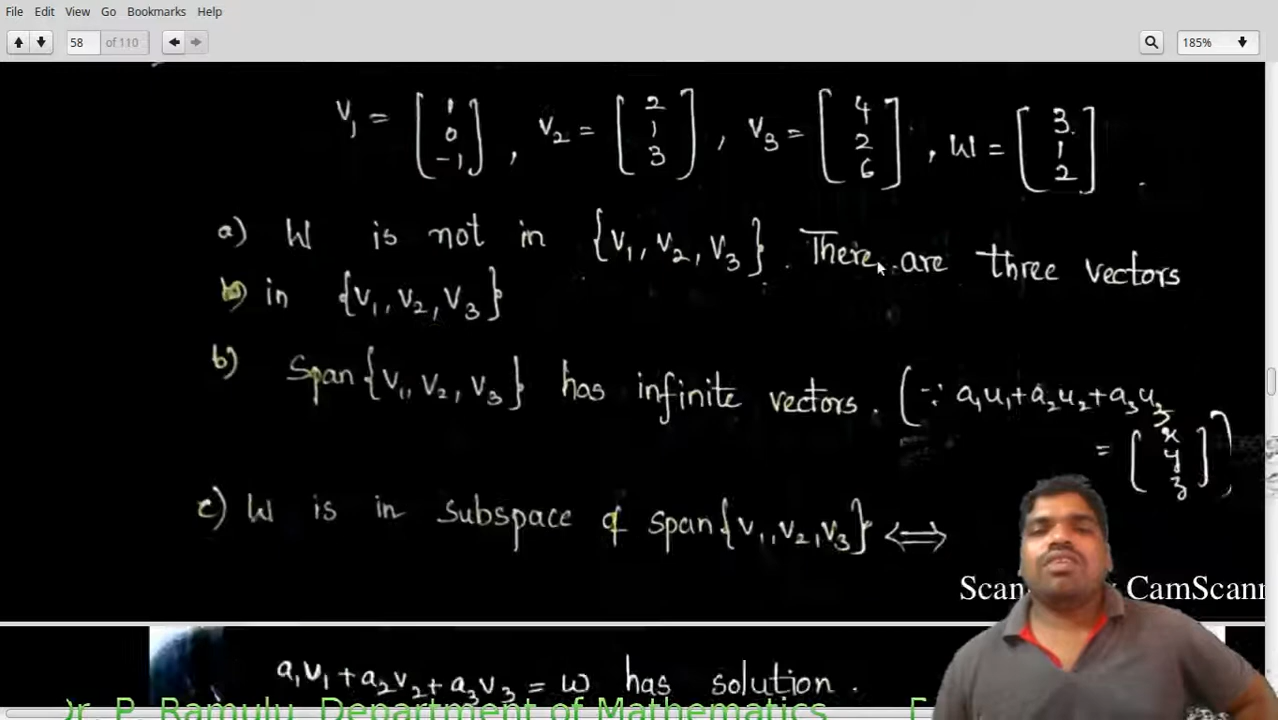 File Edit View Go Bookmarks Help
58 of 110 185%
V₁ = [1 0 -1], V₂ = [2 1 3], V₃ = [4 2 6], W = [3 1 2].
a) W is not in {V₁, V₂, V₃}. There are three vectors
b) in {V₁, V₂, V₃}
b) Span{V₁, V₂, V₃} has infinite vectors. (∵ a₁u₁+a₂u₂+a₃u₃
= [x y z])
c) W is in subspace of span{V₁, V₂, V₃} ⟺
CamScanr
a₁V₁+a₂V₂+a₃V₃ = w has solution.
Dr. P. Ramulu, Department of Mathematics